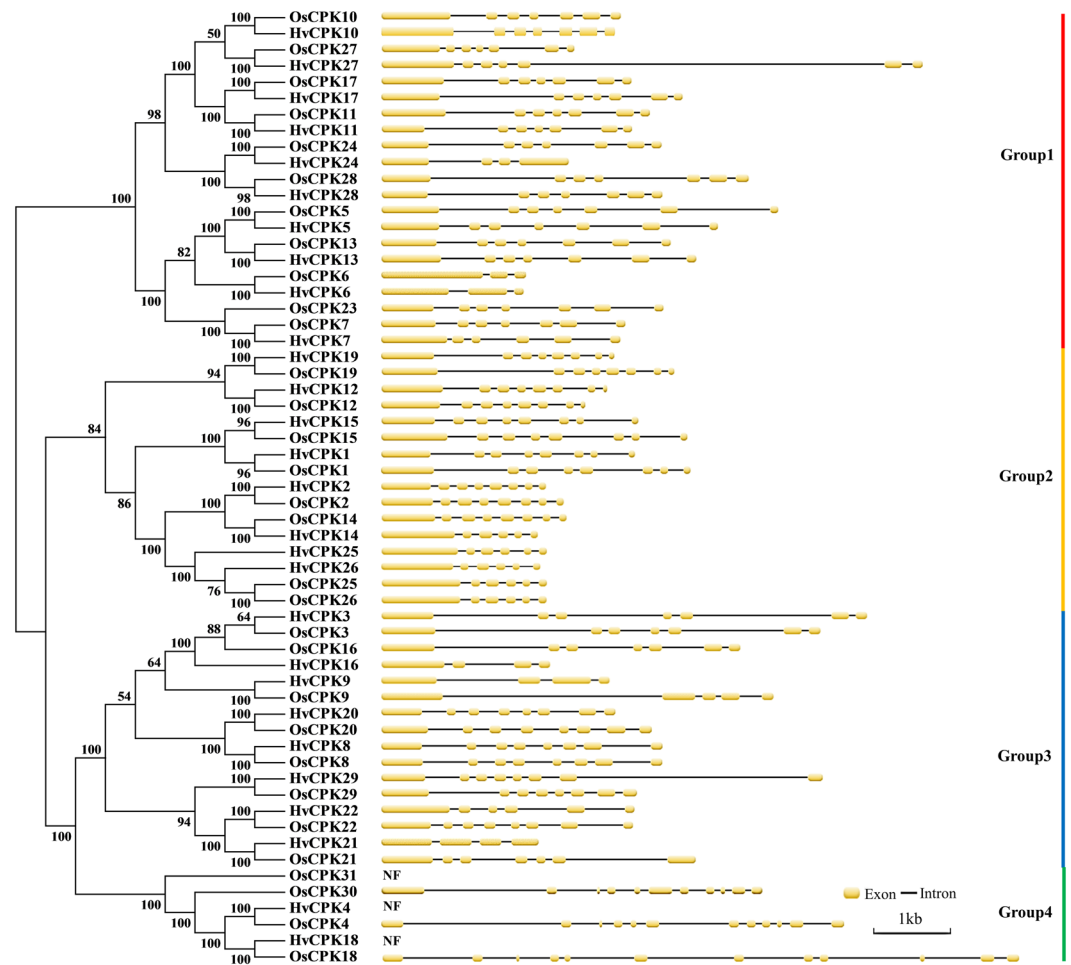 100 OsCPK10
50 HvCPK10
OsCPK27
100 100 HvCPK27
100 OsCPK17
HvCPK17
98 OsCPK11
100 100 HvCPK11
100 OsCPK24
HvCPK24
Group1
100 OsCPK28
100 98 HvCPK28
100 OsCPK5
100 HvCPK5
82 OsCPK13
100 HvCPK13
OsCPK6
100 100 HvCPK6
OsCPK23
100 OsCPK7
100 HvCPK7
100 HvCPK19
94 OsCPK19
HvCPK12
100 OsCPK12
84 96 HvCPK15
100 OsCPK15
HvCPK1
96 OsCPK1
Group2
100 HvCPK2
86 100 OsCPK2
OsCPK14
100 100 HvCPK14
HvCPK25
100 HvCPK26
76 OsCPK25
100 OsCPK26
64 HvCPK3
88 OsCPK3
100 OsCPK16
64 HvCPK16
HvCPK9
54 100 OsCPK9
100 HvCPK20
OsCPK20
100 100 HvCPK8
Group3
100 OsCPK8
100 HvCPK29
OsCPK29
100 HvCPK22
94 OsCPK22
100 HvCPK21
100 100 OsCPK21
OsCPK31 NF
100 OsCPK30
Exon Intron
100 HvCPK4 NF
Group4
100 OsCPK4
1kb
100 HvCPK18 NF
100 OsCPK18